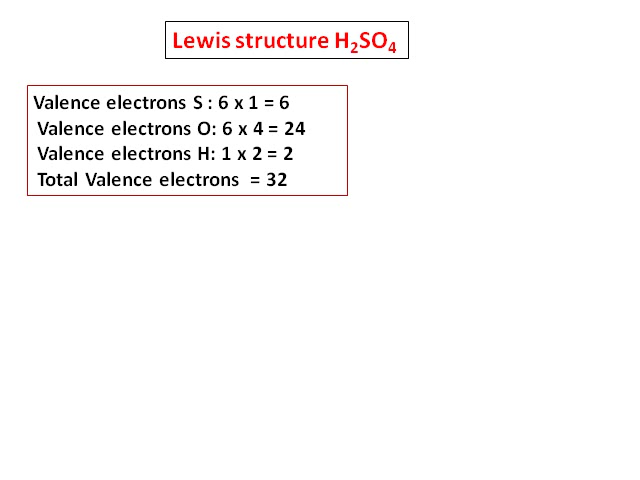 Lewis structure H₂SO₄
Valence electrons S : 6 x 1 = 6
Valence electrons O: 6 x 4 = 24
Valence electrons H: 1 x 2 = 2
Total Valence electrons = 32